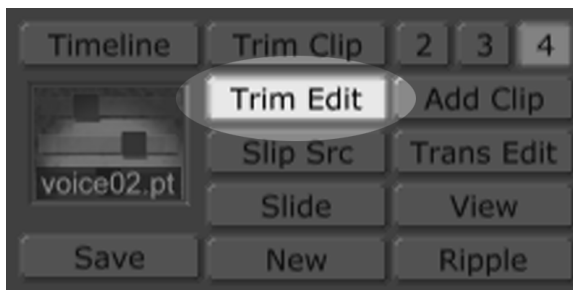 Timeline Trim Clip 2 3 4
Trim Edit Add Clip
Slip Src Trans Edit
voice02.pt
Slide View
Save New Ripple